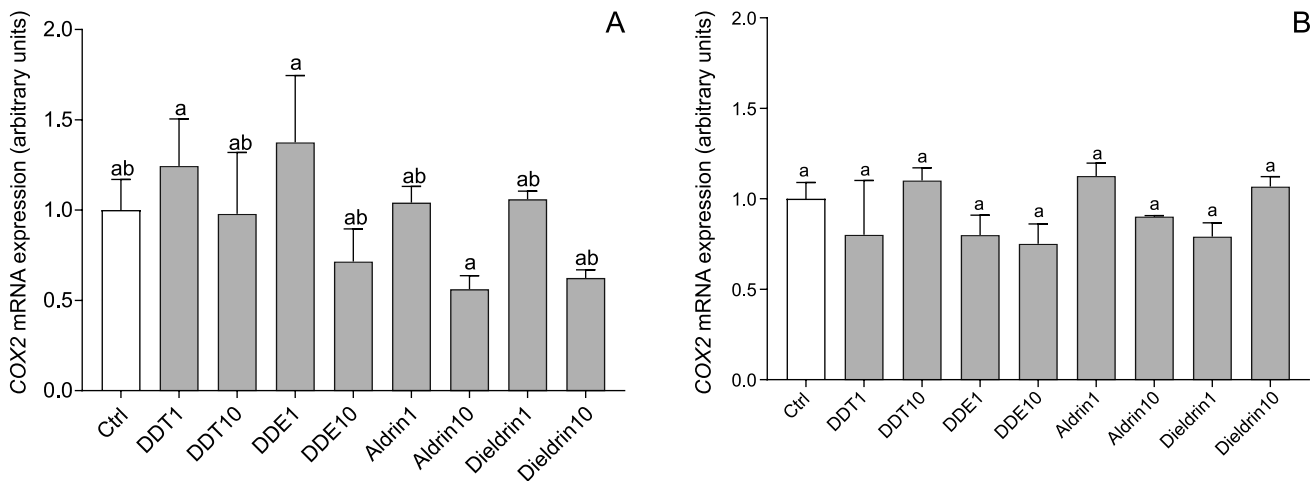 A
COX2 mRNA expression (arbitrary units)
2.0
1.5
1.0
0.5
0.0
ab
a
ab
a
ab
ab
a
ab
ab
Ctrl
DDT1
DDT10
DDE1
DDE10
Aldrin1
Aldrin10
Dieldrin1
Dieldrin10
B
COX2 mRNA expression (arbitrary units)
2.0
1.5
1.0
0.5
0.0
a
a
a
a
a
a
a
a
a
Ctrl
DDT1
DDT10
DDE1
DDE10
Aldrin1
Aldrin10
Dieldrin1
Dieldrin10